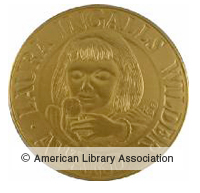 LAURA INGALLS WILDER
© American Library Association